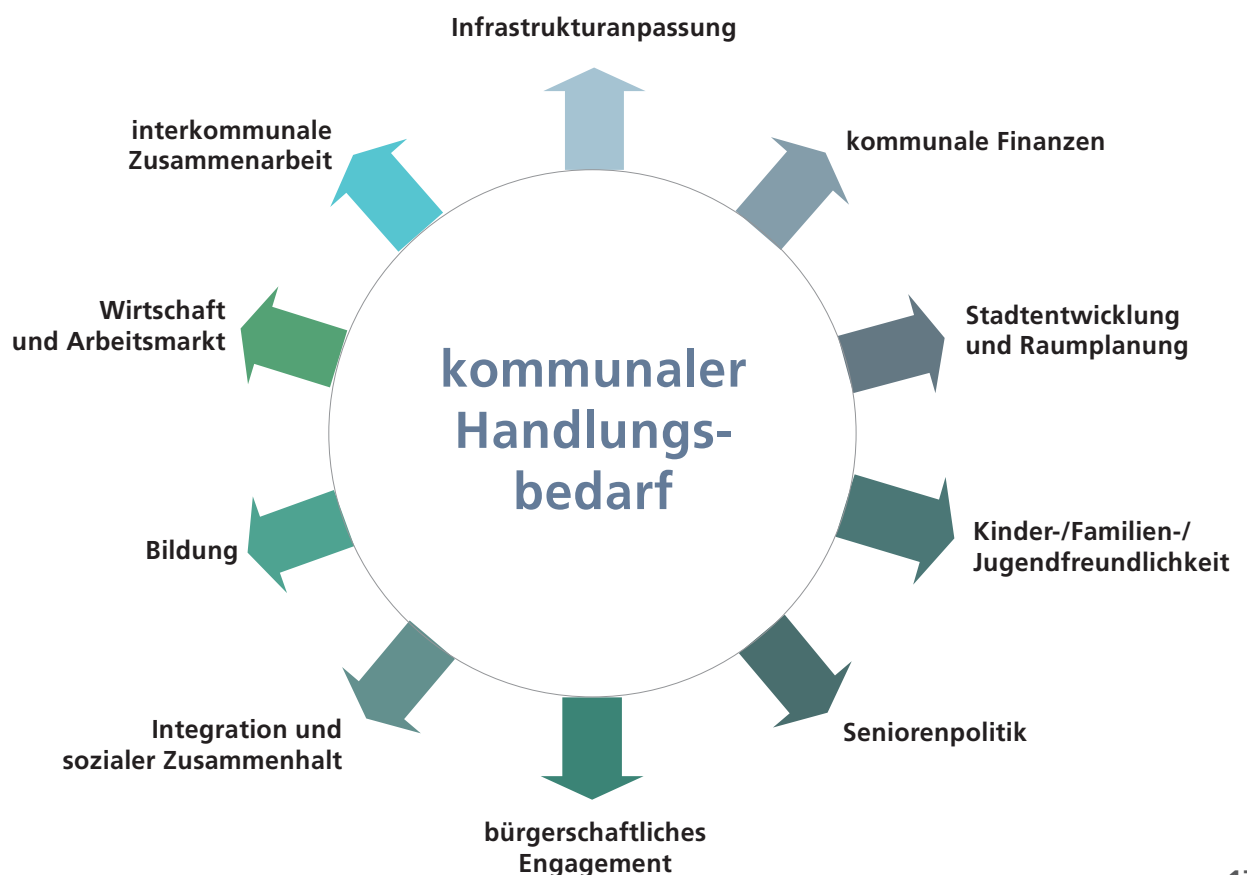 Infrastrukturanpassung
kommunale Finanzen
Stadtentwicklung
und Raumplanung
Kinder-/Familien-/
Jugendfreundlichkeit
Seniorenpolitik
bürgerschaftliches
Engagement
Integration und
sozialer Zusammenhalt
Bildung
Wirtschaft
und Arbeitsmarkt
interkommunale
Zusammenarbeit
kommunaler
Handlungs-
bedarf